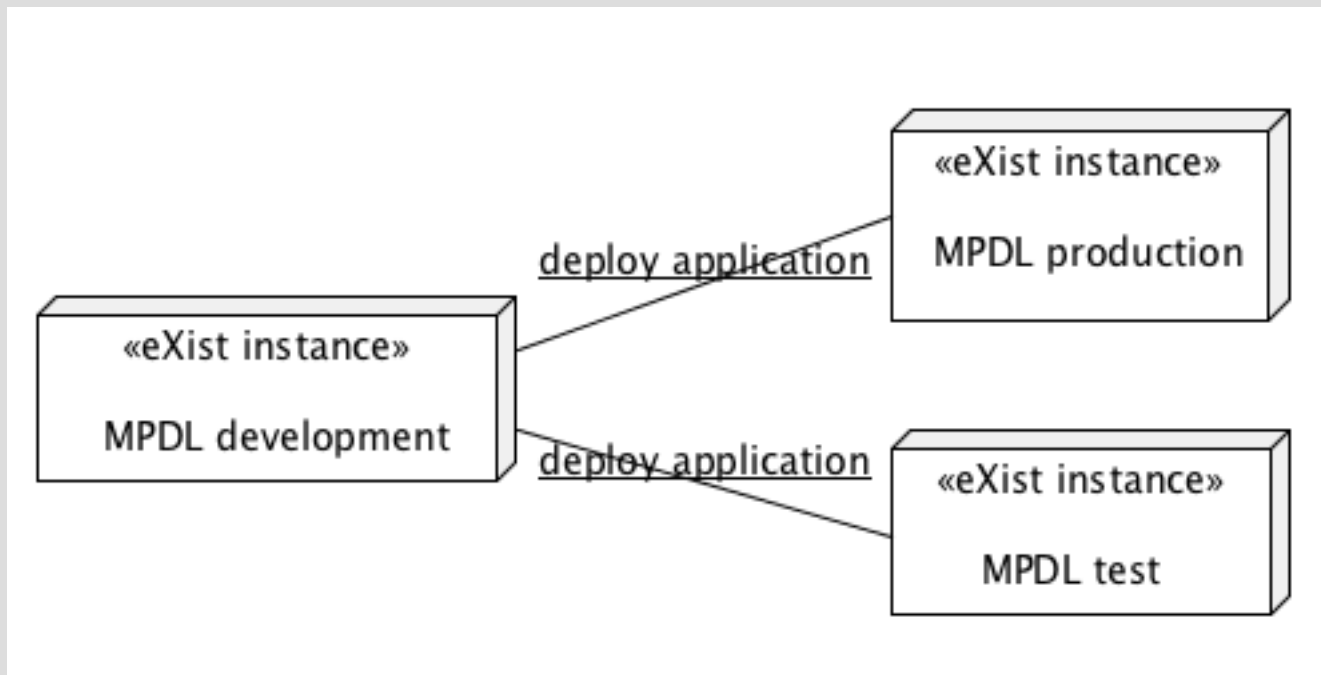 «eXist instance»
MPDL production
deploy application
«eXist instance»
MPDL development
deploy application
«eXist instance»
MPDL test